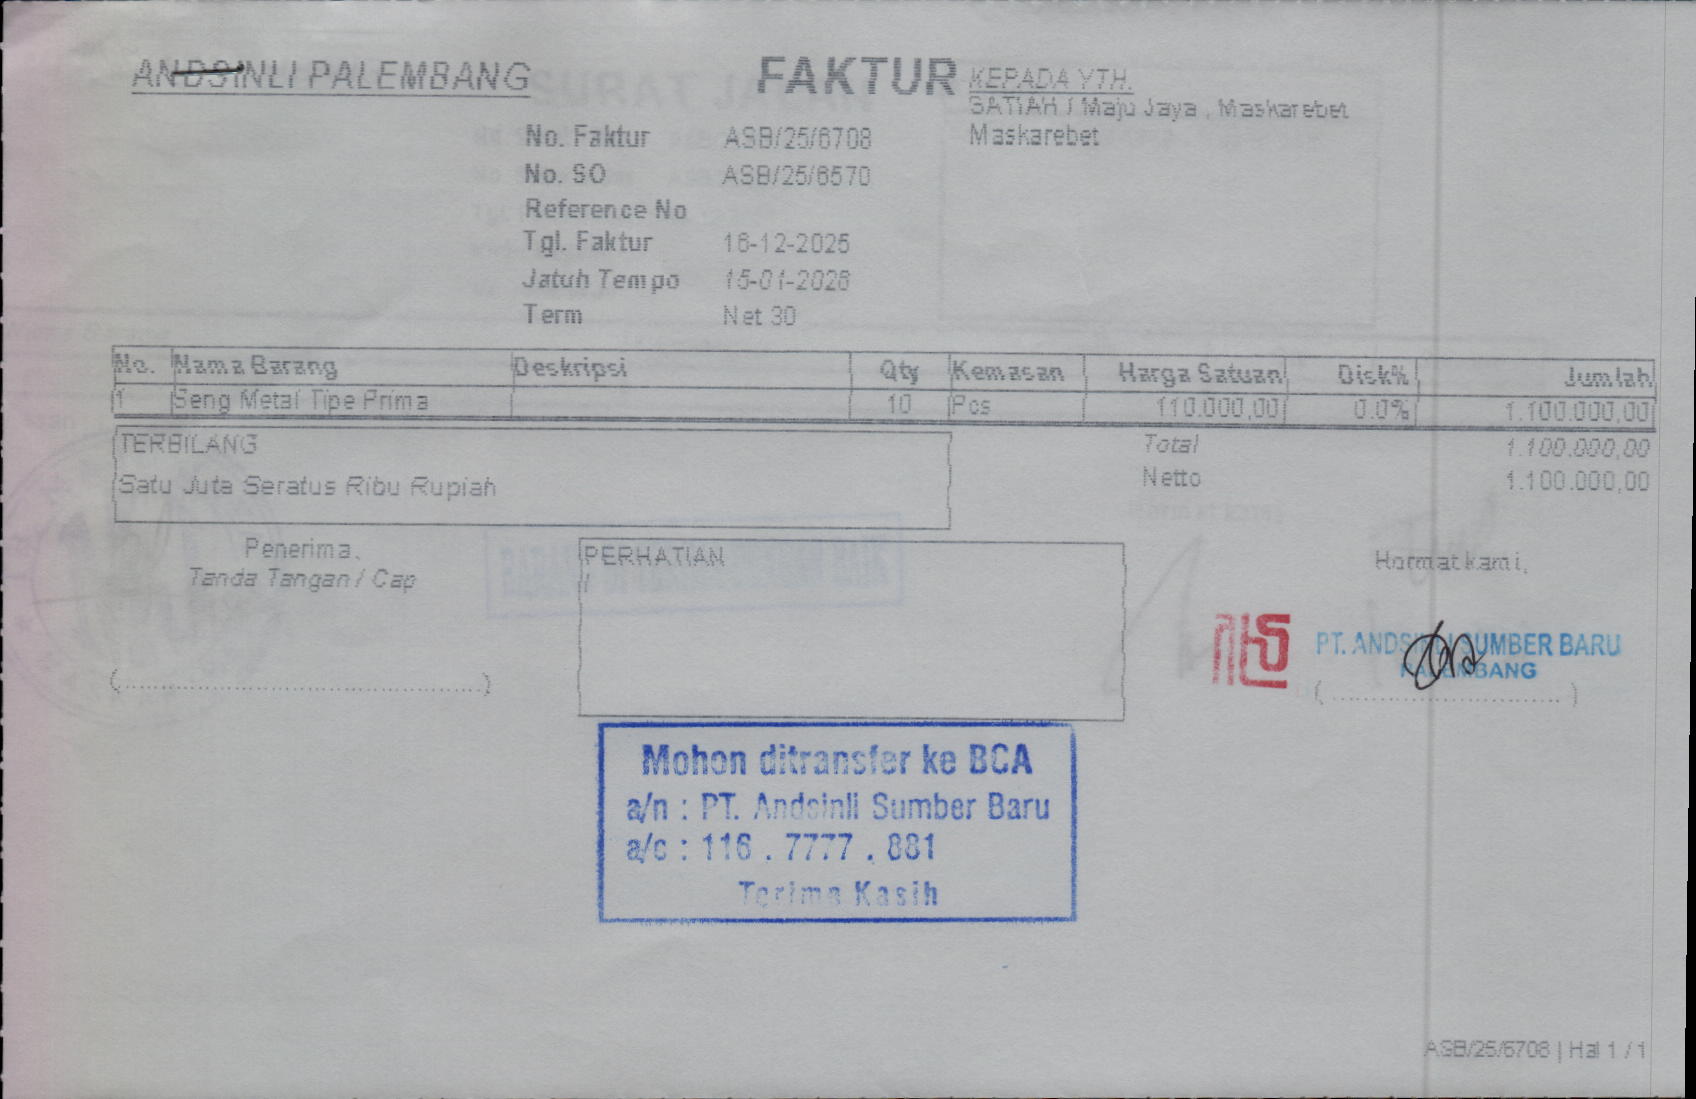 ANDSINLI PALEMBANG
FAKTUR
KEPADA YTH.
SATIAH / Maju Jaya , Maskarebet
Maskarebet
No. Faktur ASB/25/6708
No. SO ASB/25/6570
Reference No
Tgl. Faktur 16-12-2025
Jatuh Tempo 15-01-2026
Term Net 30
No. Nama Barang Deskripsi Qty Kemasan Harga Satuan Disk% Jumlah
1 Seng Metal Tipe Prima 10 Pcs 110.000,00 0.0% 1.100.000,00
TERBILANG
Satu Juta Seratus Ribu Rupiah
Total 1.100.000,00
Netto 1.100.000,00
Penerima,
Tanda Tangan / Cap
(............................................)
PERHATIAN
//
Hormat kami,
PT. ANDSINLI SUMBER BARU
PALEMBANG
( ............................ )
Mohon ditransfer ke BCA
a/n : PT. Andsinli Sumber Baru
a/c : 116 . 7777 . 881
Terima Kasih
ASB/25/6708 | Hal 1 / 1